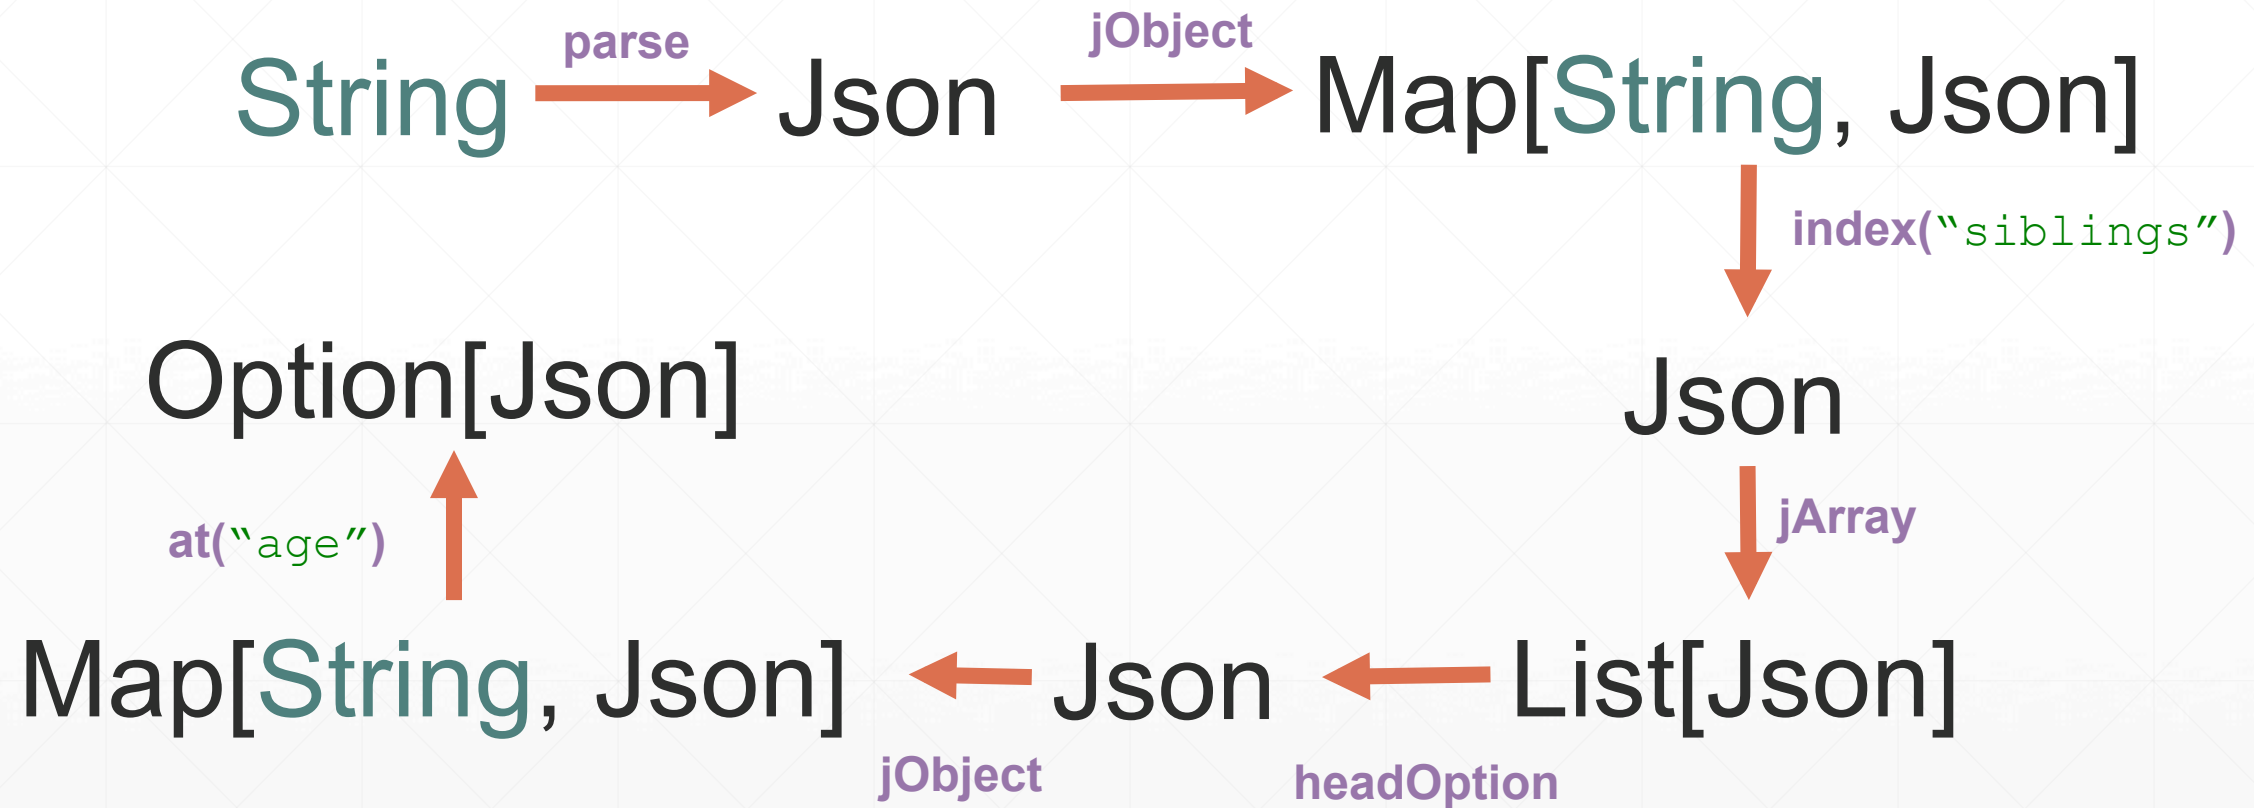 String parse Json jObject Map[String, Json]
index(“siblings”)
Json
jArray
List[Json]
headOption
Json
jObject
Map[String, Json]
at(“age”)
Option[Json]